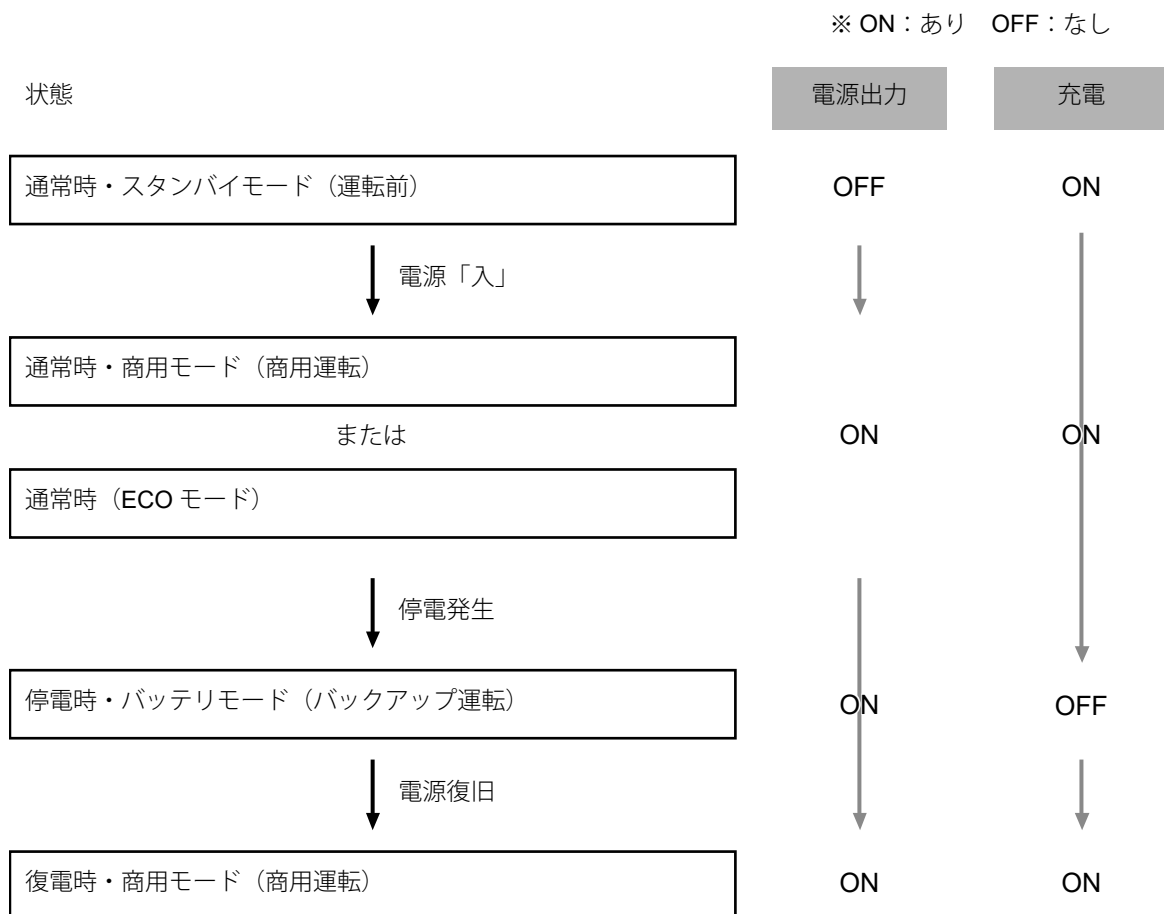 ※ ON：あり　OFF：なし
状態　電源出力　充電
通常時・スタンバイモード（運転前）　OFF　ON
電源「入」
通常時・商用モード（商用運転）
または　ON　ON
通常時（ECO モード）
停電発生
停電時・バッテリモード（バックアップ運転）　ON　OFF
電源復旧
復電時・商用モード（商用運転）　ON　ON